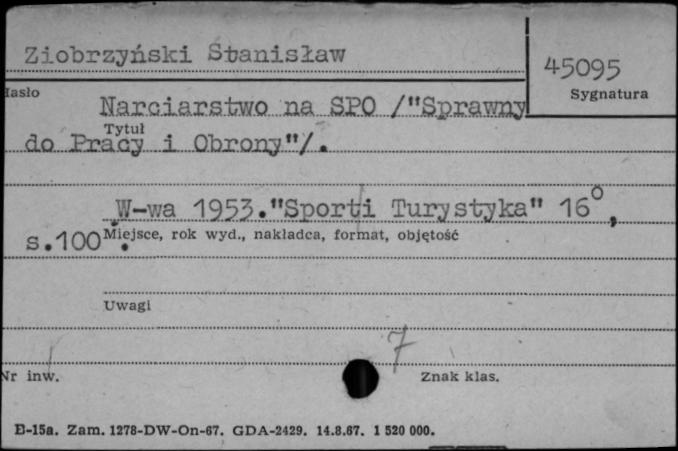 Ziobrzyński Stanisław
45095
Hasło
Sygnatura
Narciarstwo na SPO /"Sprawny
Tytuł
do Pracy i Obrony"/.
W-wa 1953."Sport i Turystyka" 16°,
Miejsce, rok wyd., nakładca, format, objętość
s.100.
Uwagi
7
Nr inw.
Znak klas.
E-15a. Zam. 1278-DW-On-67. GDA-2429. 14.8.67. 1 520 000.